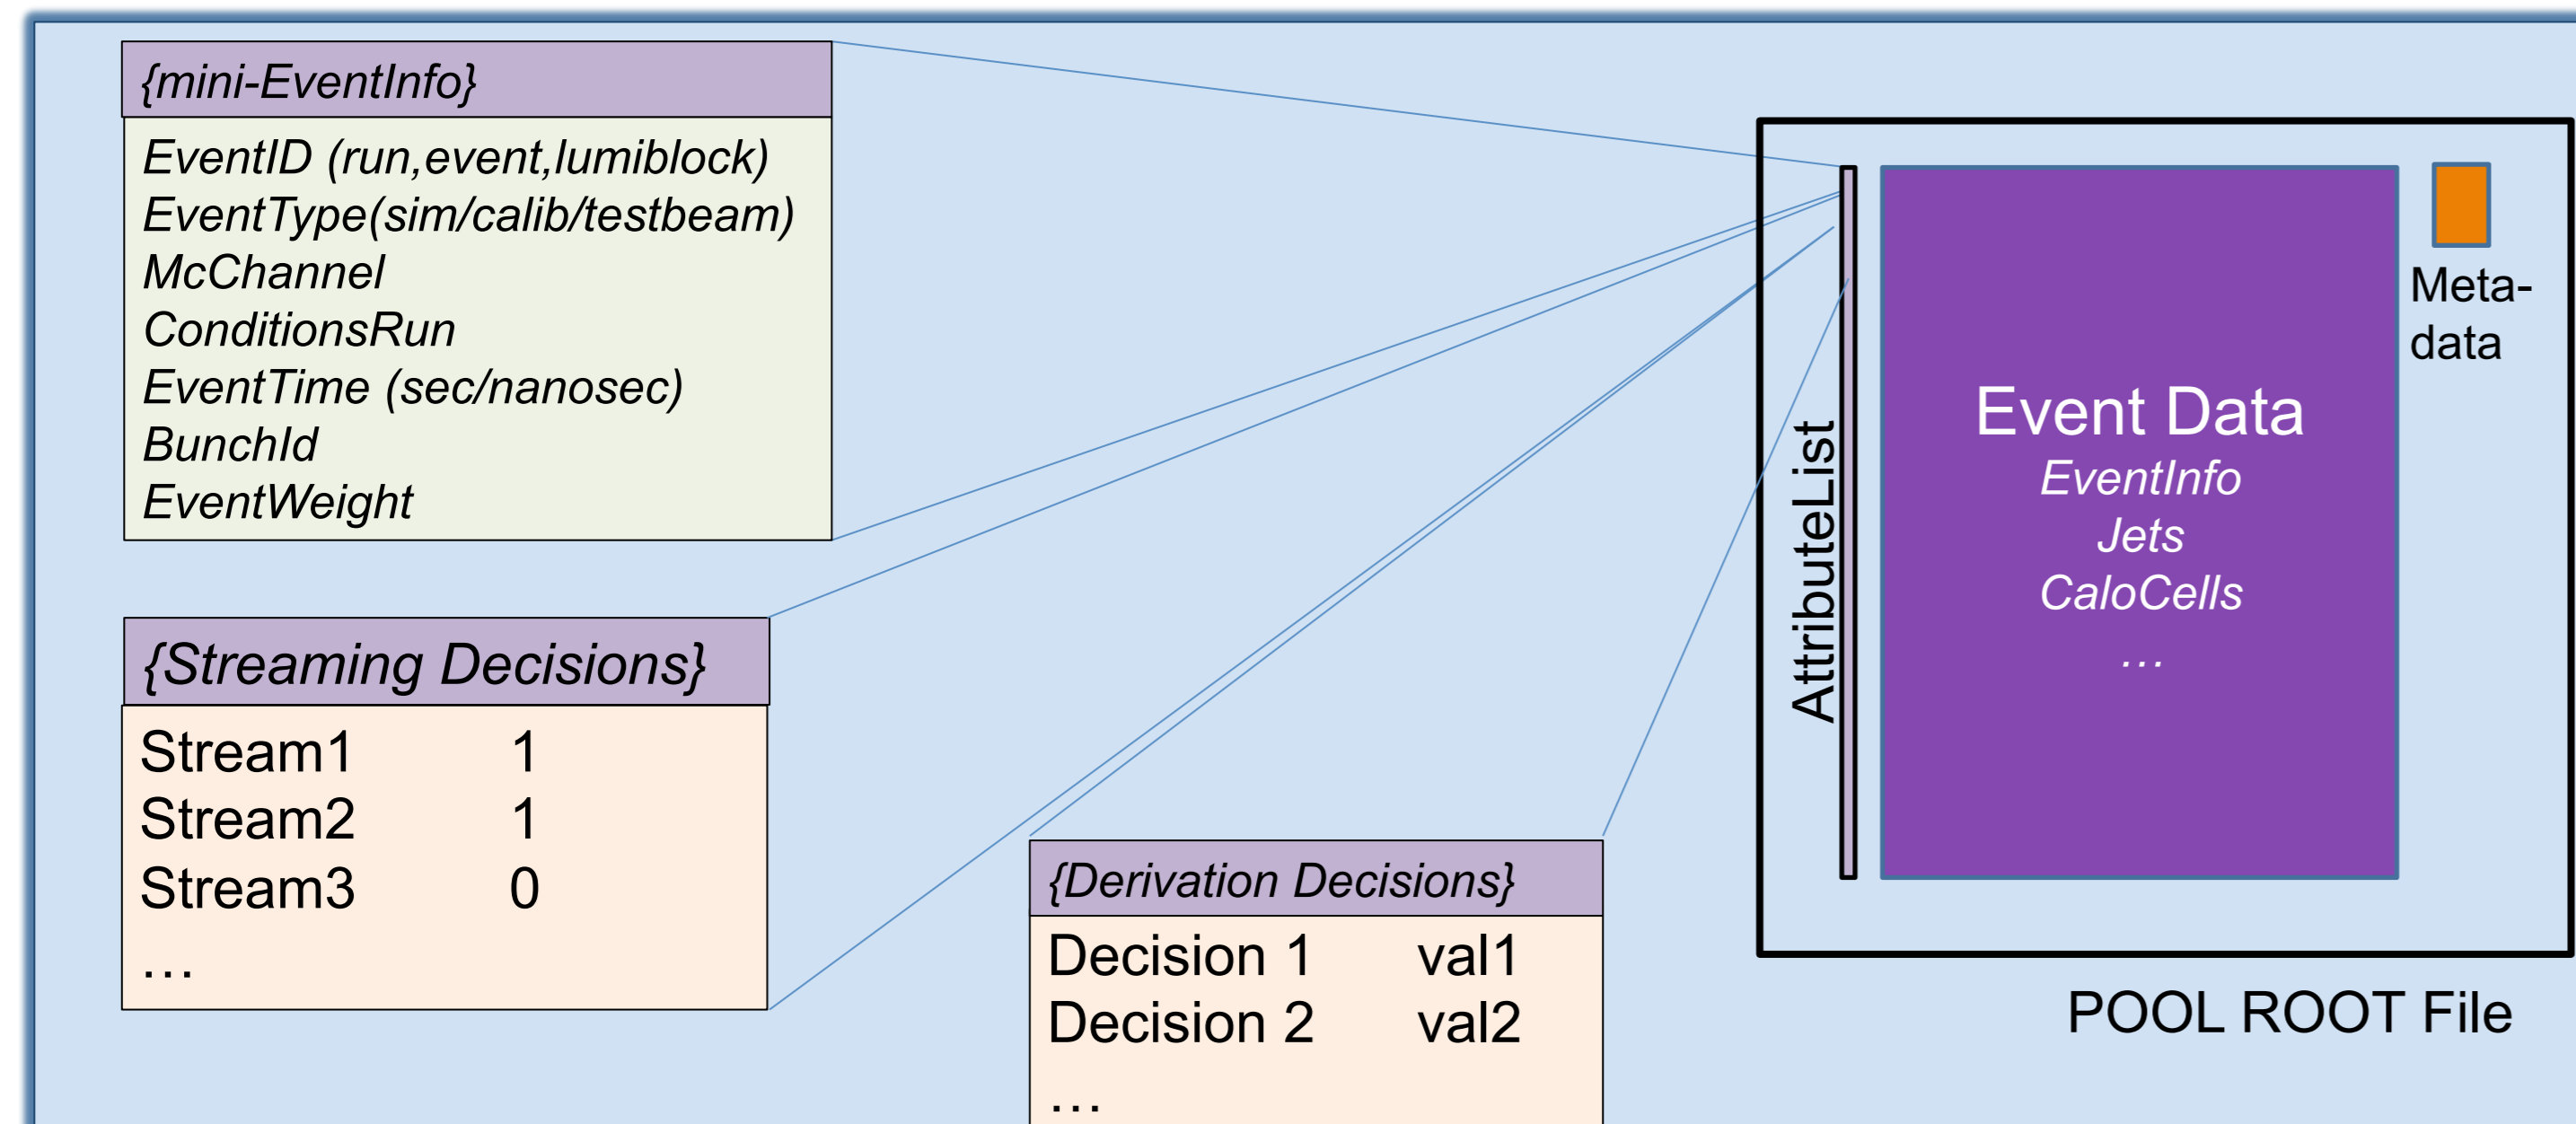 {mini-EventInfo}
EventID (run,event,lumiblock)
EventType(sim/calib/testbeam)
McChannel
ConditionsRun
EventTime (sec/nanosec)
BunchId
EventWeight
{Streaming Decisions}
Stream1 1
Stream2 1
Stream3 0
…
{Derivation Decisions}
Decision 1 val1
Decision 2 val2
…
AttributeList
Event Data
EventInfo
Jets
CaloCells
…
Meta-
data
POOL ROOT File